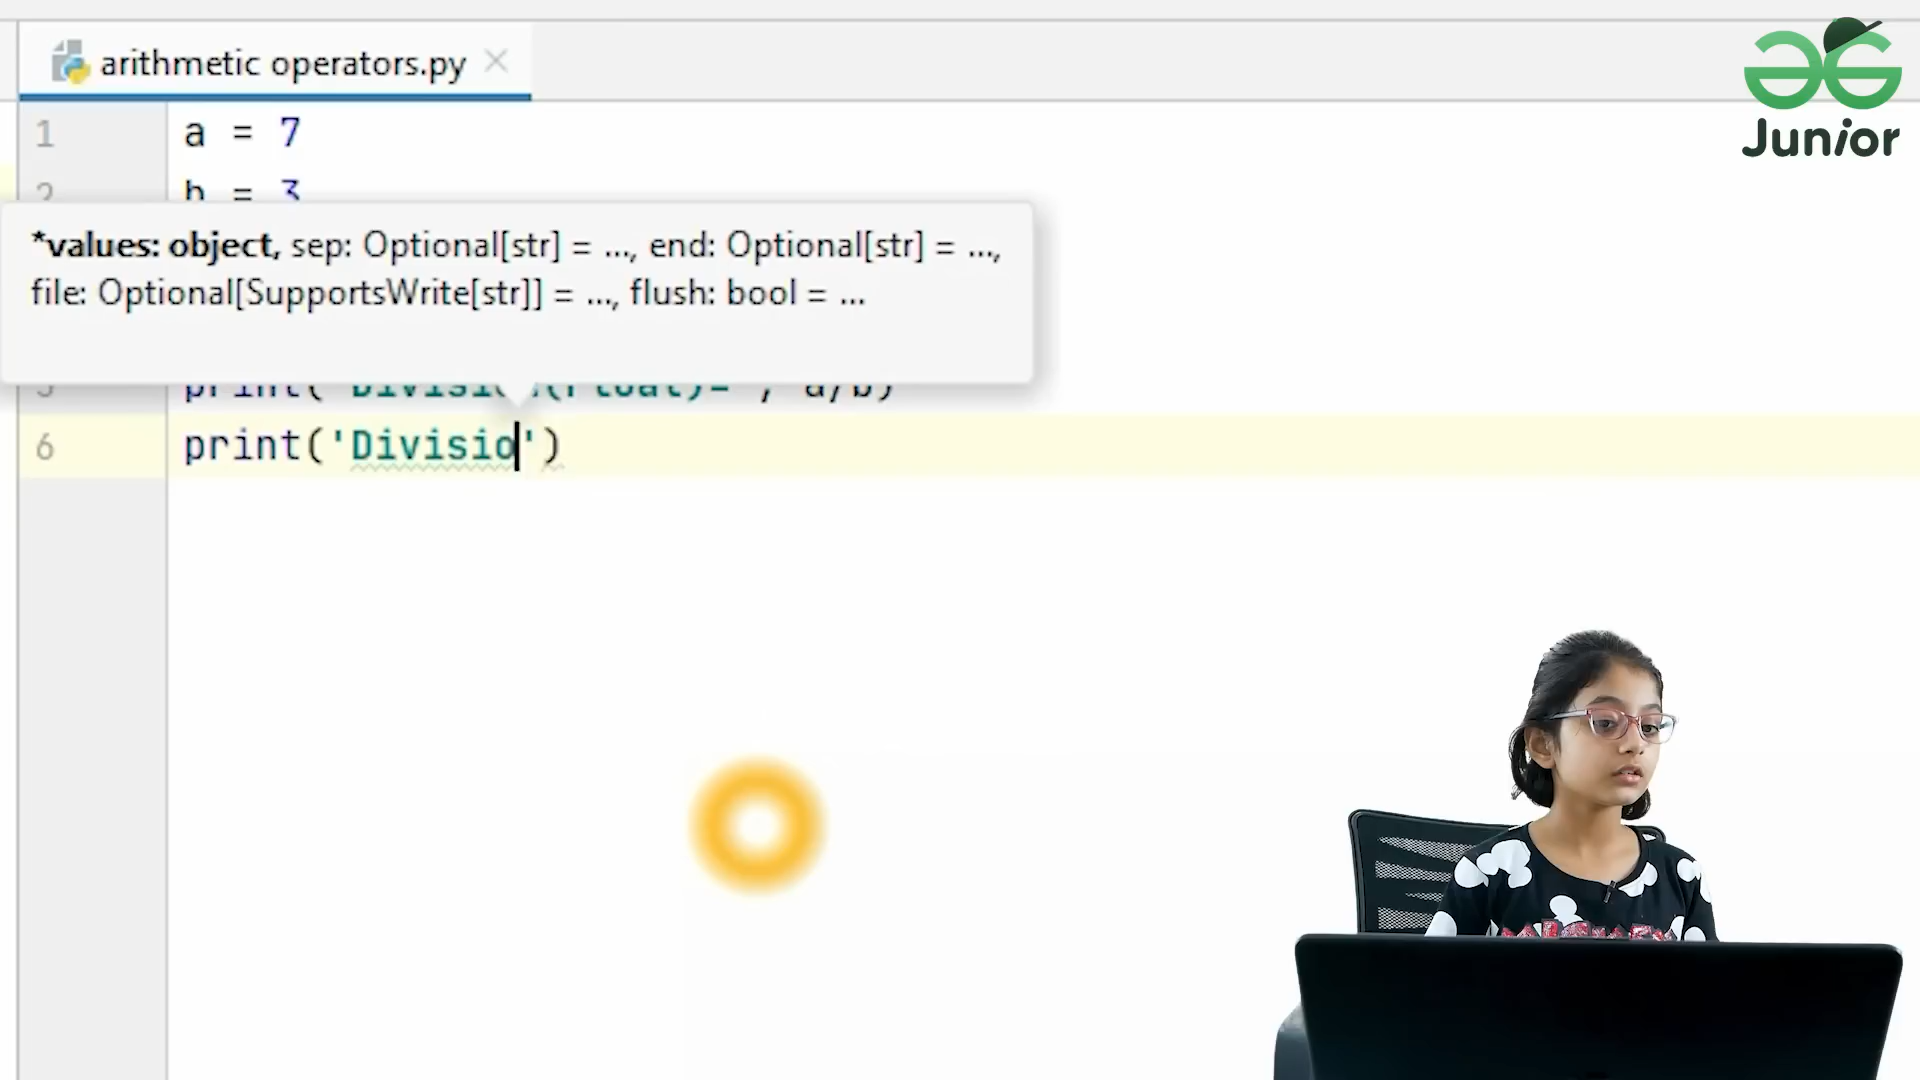 arithmetic operators.py
Junior
1 a = 7
2 b = 3
*values: object, sep: Optional[str] = ..., end: Optional[str] = ...,
file: Optional[SupportsWrite[str]] = ..., flush: bool = ...
5 print('Division(Float)=', a/b)
6 print('Divisio')